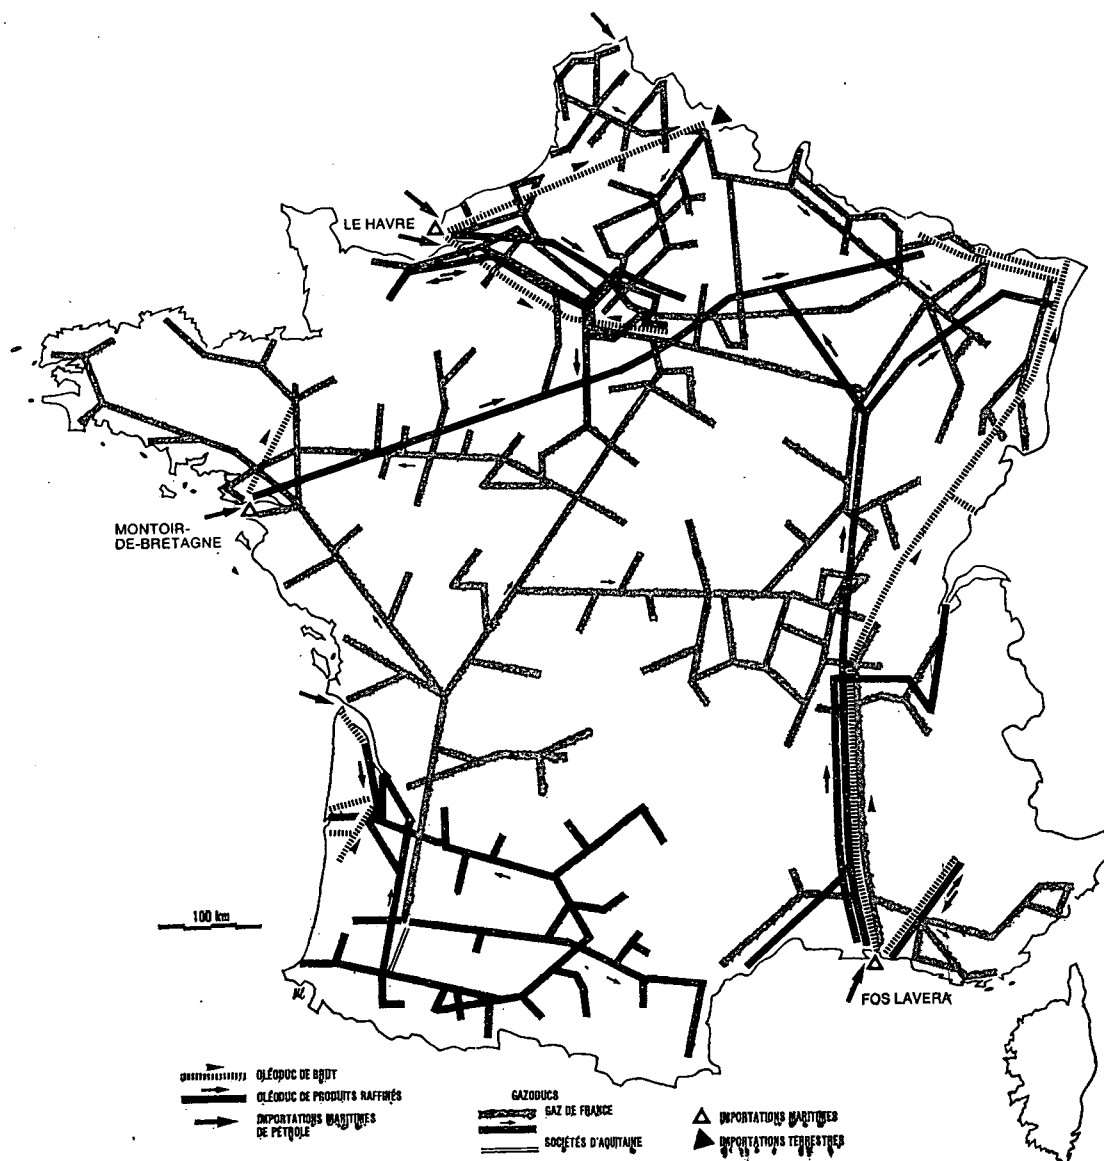 LE HAVRE
MONTOIR-
DE-BRETAGNE
100 km
FOS LAVERA
OLÉODUC DE BRUT
OLÉODUC DE PRODUITS RAFFINÉS
IMPORTATIONS MARITIMES
DE PÉTROLE
GAZODUCS
GAZ DE FRANCE
SOCIÉTÉS D'AQUITAINE
IMPORTATIONS MARITIMES
IMPORTATIONS TERRESTRES